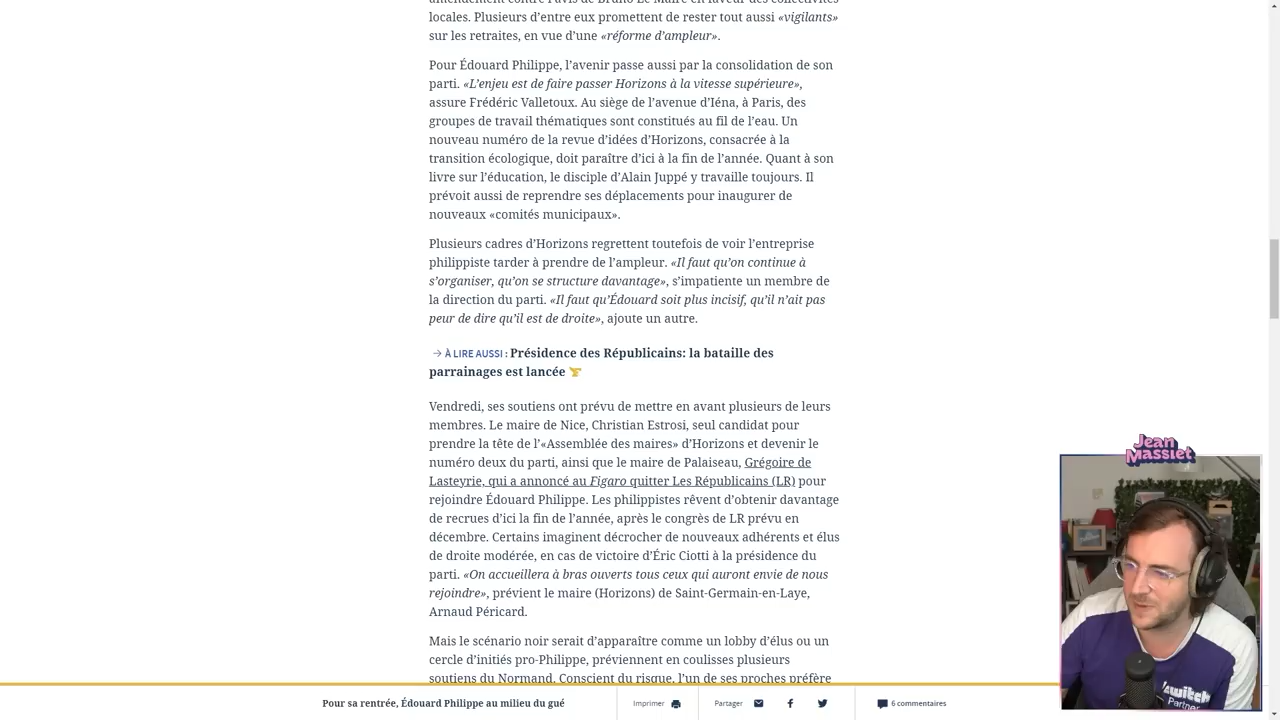 amendement contre l'avis de Bruno Le Maire en faveur des collectivités
locales. Plusieurs d'entre eux promettent de rester tout aussi «vigilants»
sur les retraites, en vue d'une «réforme d'ampleur».
Pour Édouard Philippe, l'avenir passe aussi par la consolidation de son
parti. «L'enjeu est de faire passer Horizons à la vitesse supérieure»,
assure Frédéric Valletoux. Au siège de l'avenue d'Iéna, à Paris, des
groupes de travail thématiques sont constitués au fil de l'eau. Un
nouveau numéro de la revue d'idées d'Horizons, consacrée à la
transition écologique, doit paraître d'ici à la fin de l'année. Quant à son
livre sur l'éducation, le disciple d'Alain Juppé y travaille toujours. Il
prévoit aussi de reprendre ses déplacements pour inaugurer de
nouveaux «comités municipaux».
Plusieurs cadres d'Horizons regrettent toutefois de voir l'entreprise
philippiste tarder à prendre de l'ampleur. «Il faut qu'on continue à
s'organiser, qu'on se structure davantage», s'impatiente un membre de
la direction du parti. «Il faut qu'Édouard soit plus incisif, qu'il n'ait pas
peur de dire qu'il est de droite», ajoute un autre.
→ À LIRE AUSSI : Présidence des Républicains: la bataille des
parrainages est lancée
Vendredi, ses soutiens ont prévu de mettre en avant plusieurs de leurs
membres. Le maire de Nice, Christian Estrosi, seul candidat pour
prendre la tête de l'«Assemblée des maires» d'Horizons et devenir le
numéro deux du parti, ainsi que le maire de Palaiseau, Grégoire de
Lasteyrie, qui a annoncé au Figaro quitter Les Républicains (LR) pour
rejoindre Édouard Philippe. Les philippistes rêvent d'obtenir davantage
de recrues d'ici la fin de l'année, après le congrès de LR prévu en
décembre. Certains imaginent décrocher de nouveaux adhérents et élus
de droite modérée, en cas de victoire d'Éric Ciotti à la présidence du
parti. «On accueillera à bras ouverts tous ceux qui auront envie de nous
rejoindre», prévient le maire (Horizons) de Saint-Germain-en-Laye,
Arnaud Péricard.
Mais le scénario noir serait d'apparaître comme un lobby d'élus ou un
cercle d'initiés pro-Philippe, préviennent en coulisses plusieurs
soutiens du Normand. Conscient du risque, l'un de ses proches préfère
Pour sa rentrée, Édouard Philippe au milieu du gué
Imprimer
Partager
6 commentaires
Jean
Massiet
twitch
Partner